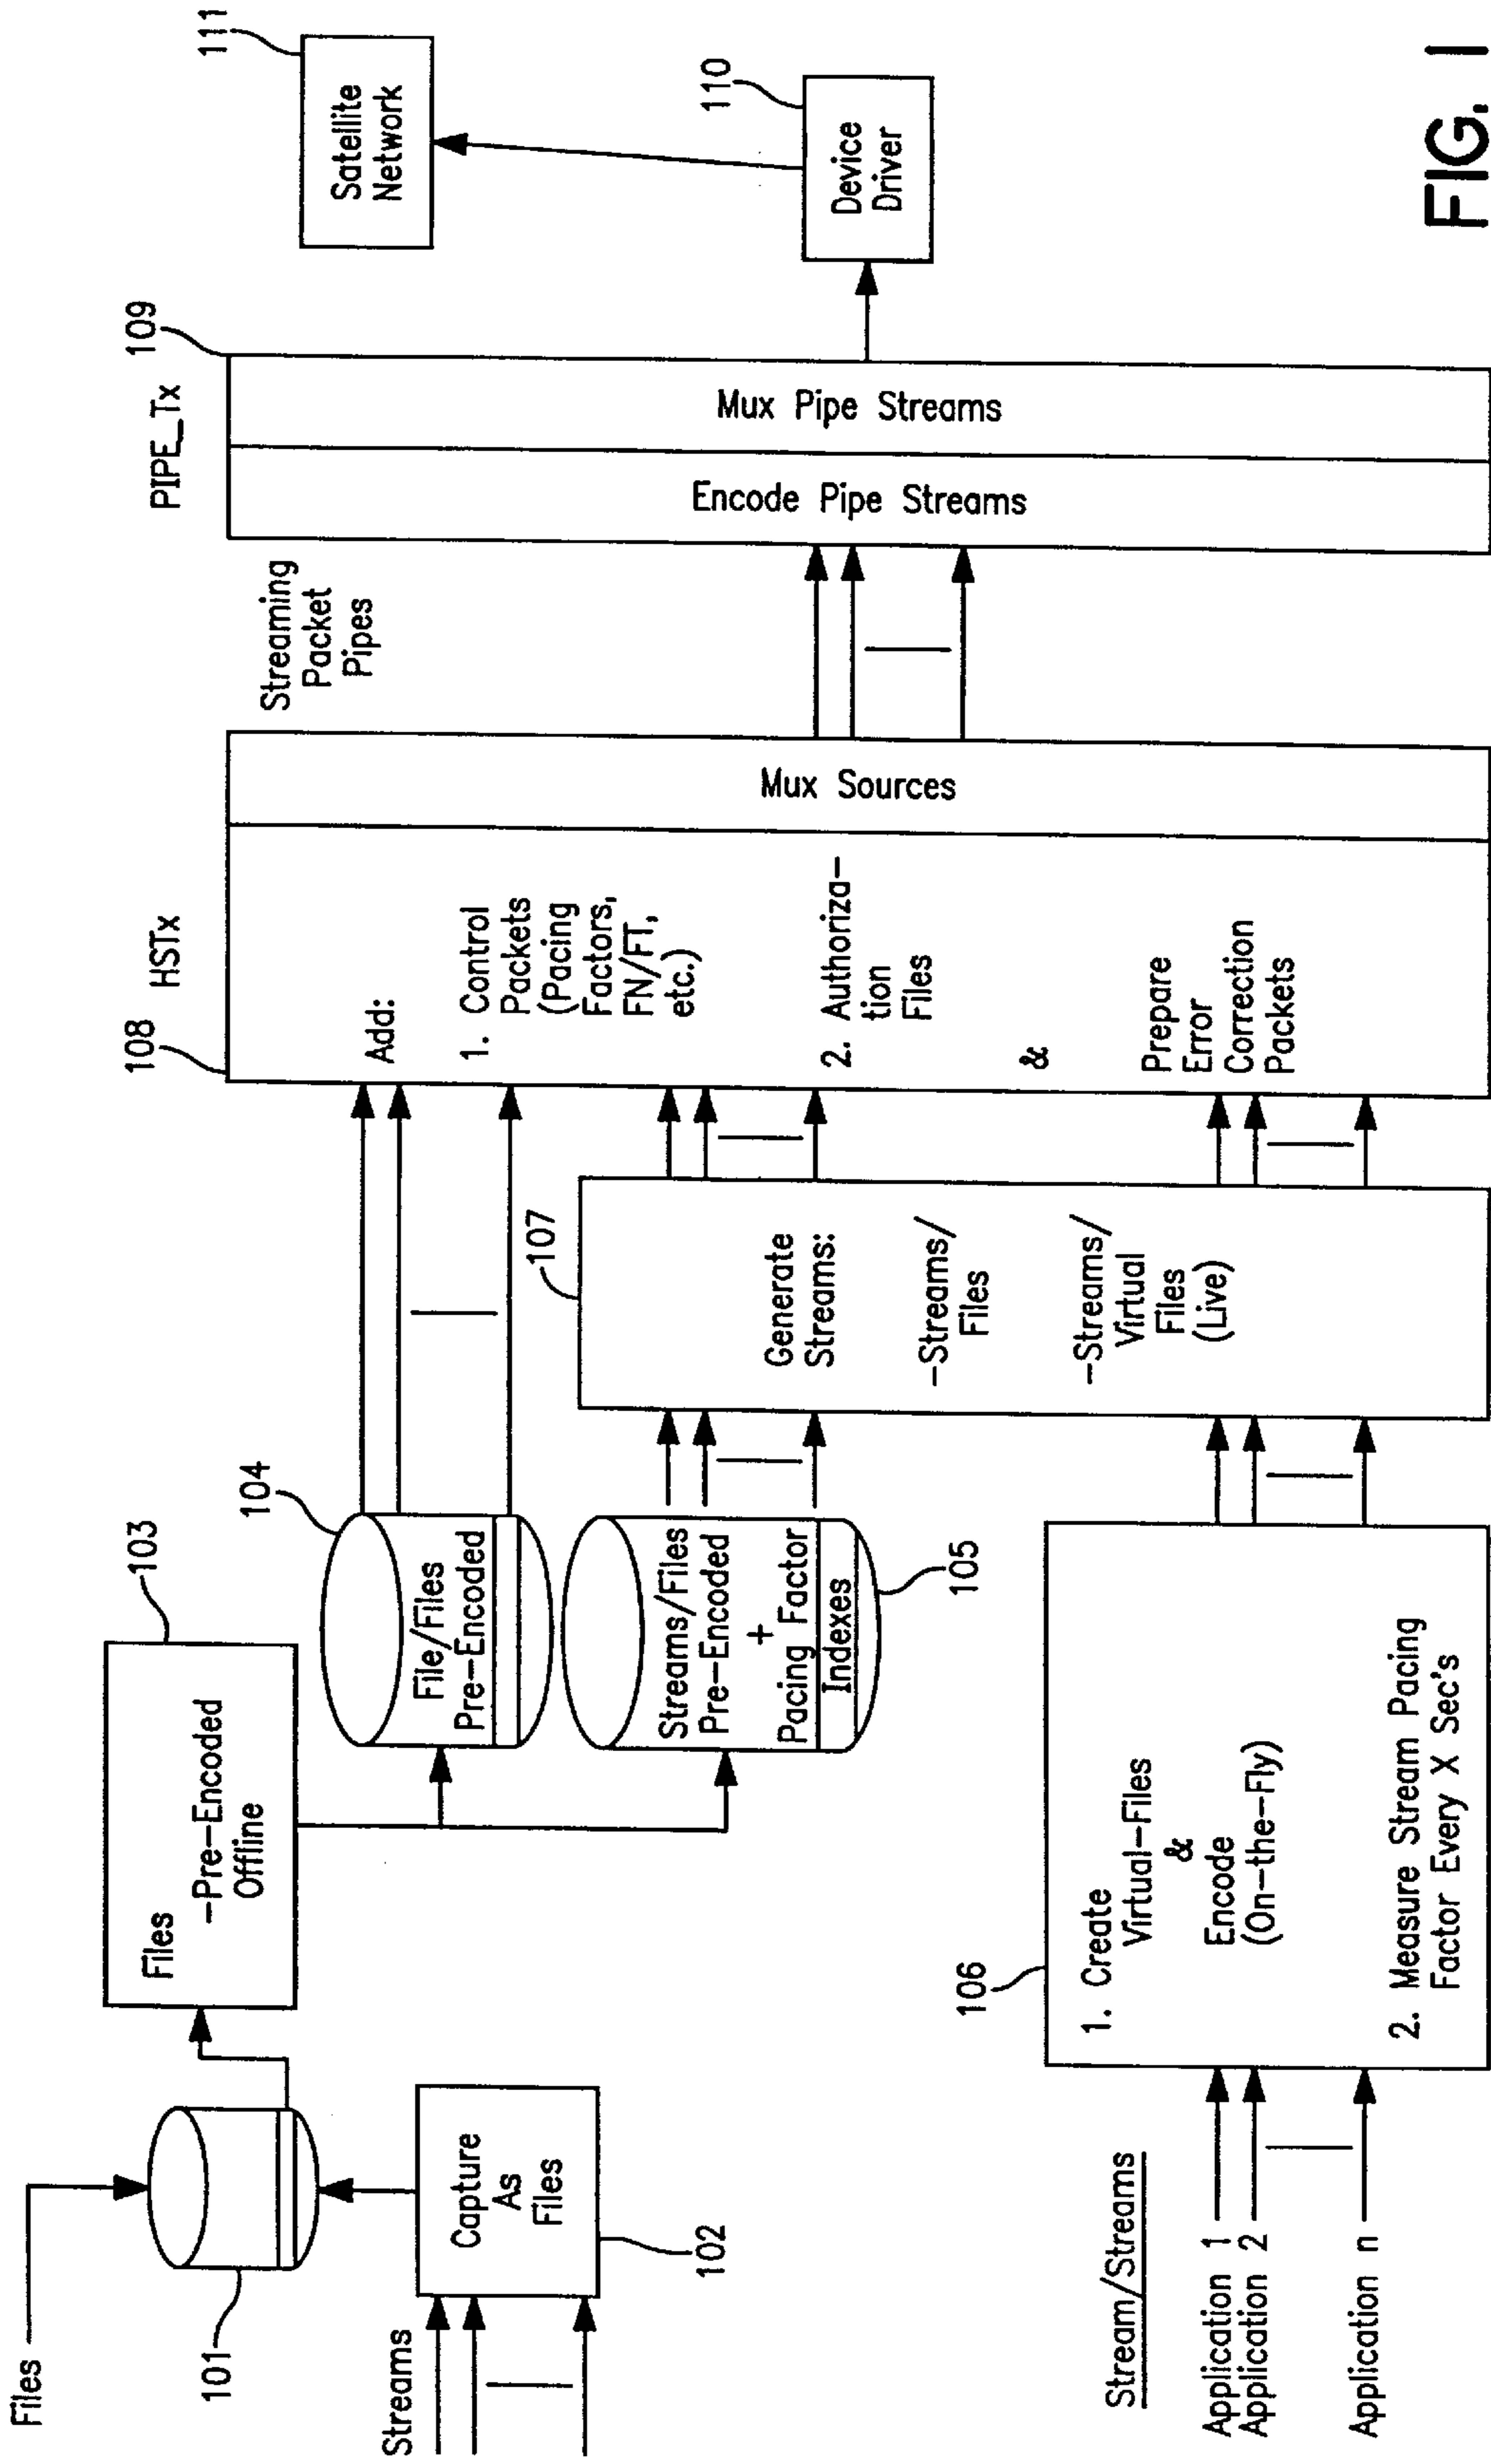 Files
101
Streams
Capture
As
Files
102
Files
-Pre-Encoded
Offline
103
File/Files
Pre-Encoded
104
Streams/Files
Pre-Encoded
+
Pacing Factor
Indexes
105
Stream/Streams
Application 1
Application 2
Application n
106
1. Create
Virtual-Files
&
Encode
(On-the-Fly)
2. Measure Stream Pacing
Factor Every X Sec's
107
Generate
Streams:
-Streams/
Files
-Streams/
Virtual
Files
(Live)
108
HSTx
Add:
1. Control
Packets
(Pacing
Factors,
FN/FT,
etc.)
2. Authoriza-
tion
Files
&
Prepare
Error
Correction
Packets
Mux Sources
Streaming
Packet
Pipes
PIPE_Tx
109
Encode Pipe Streams
Mux Pipe Streams
110
Device
Driver
111
Satellite
Network
FIG. 1